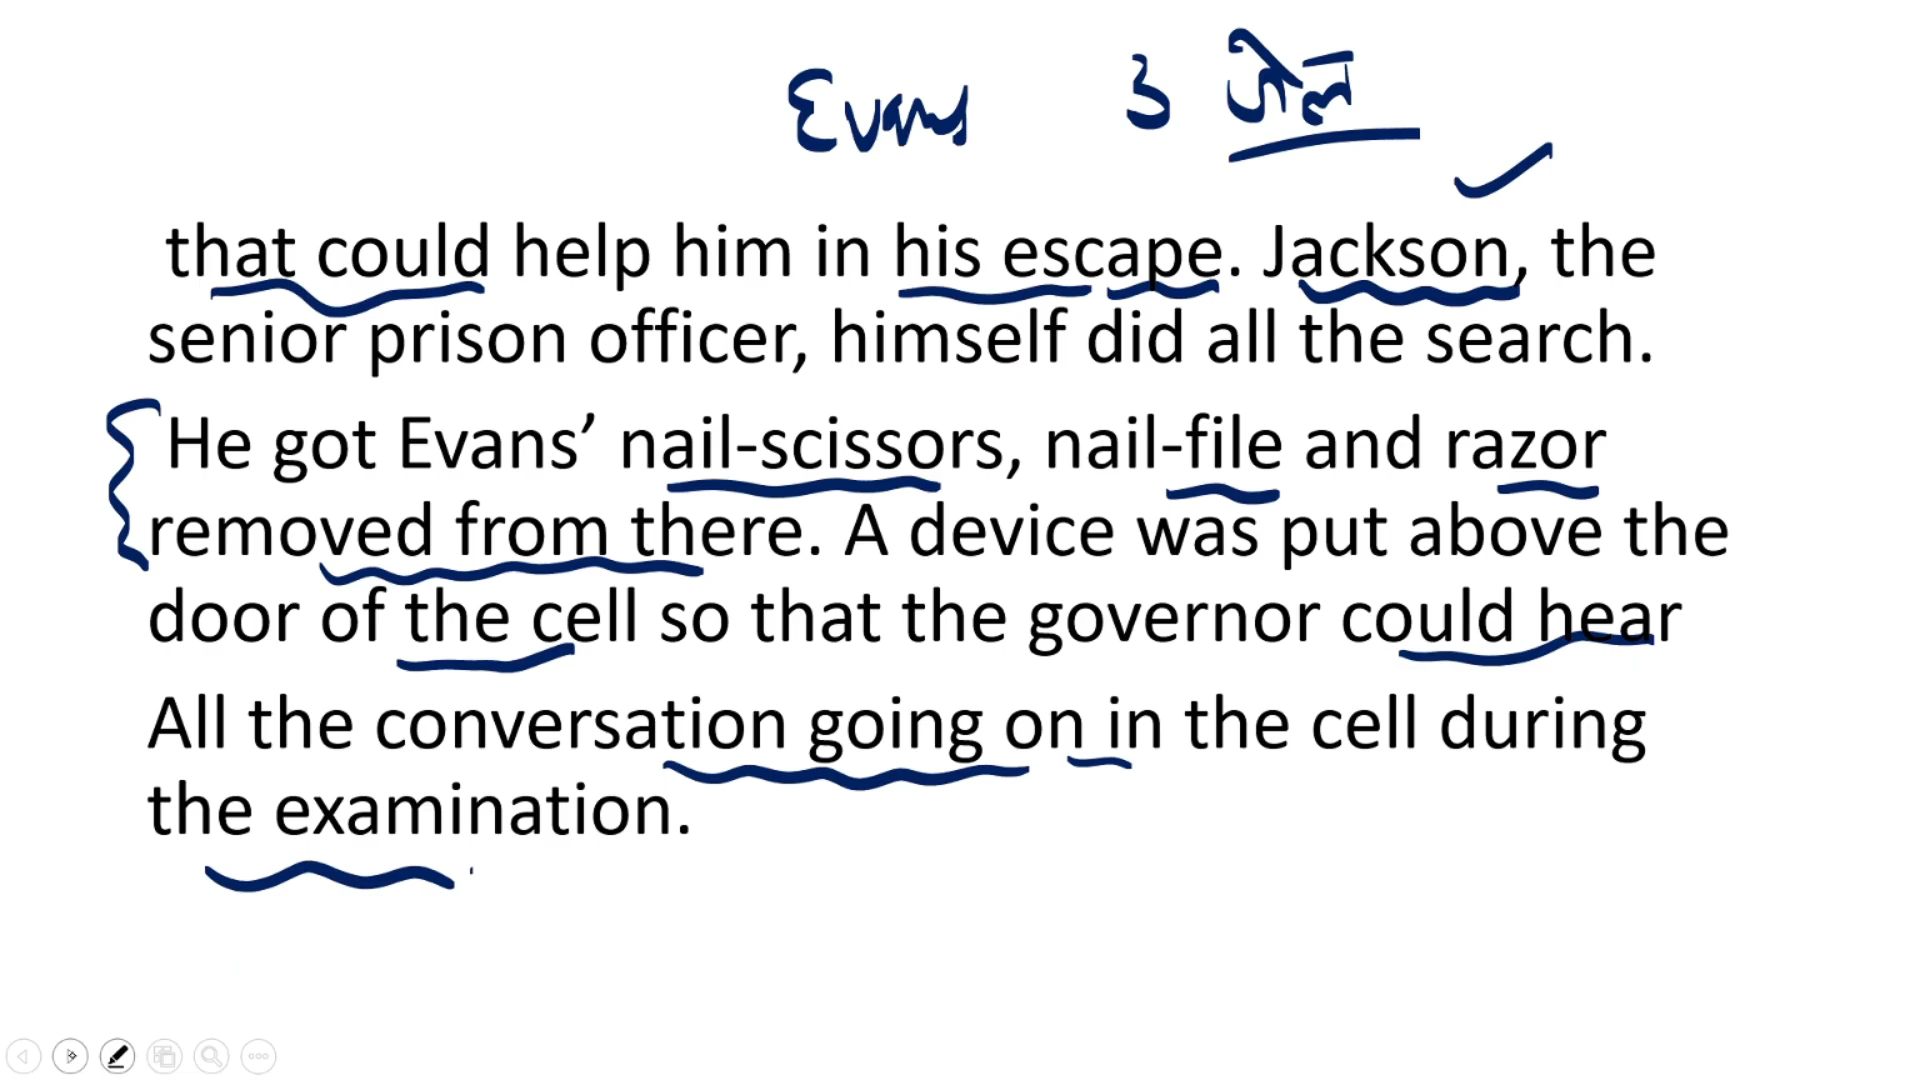 Evans 3 जेल
that could help him in his escape. Jackson, the
senior prison officer, himself did all the search.
He got Evans’ nail-scissors, nail-file and razor
removed from there. A device was put above the
door of the cell so that the governor could hear
All the conversation going on in the cell during
the examination.